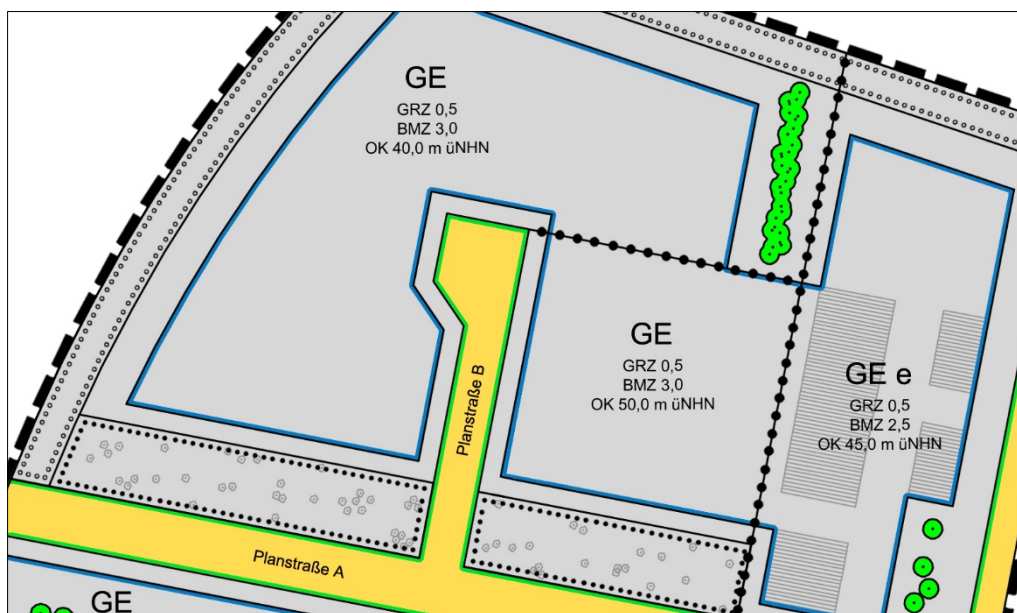 GE
GRZ 0,5
BMZ 3,0
OK 40,0 m üNHN
GE
GRZ 0,5
BMZ 3,0
OK 50,0 m üNHN
GE e
GRZ 0,5
BMZ 2,5
OK 45,0 m üNHN
Planstraße B
Planstraße A
GE